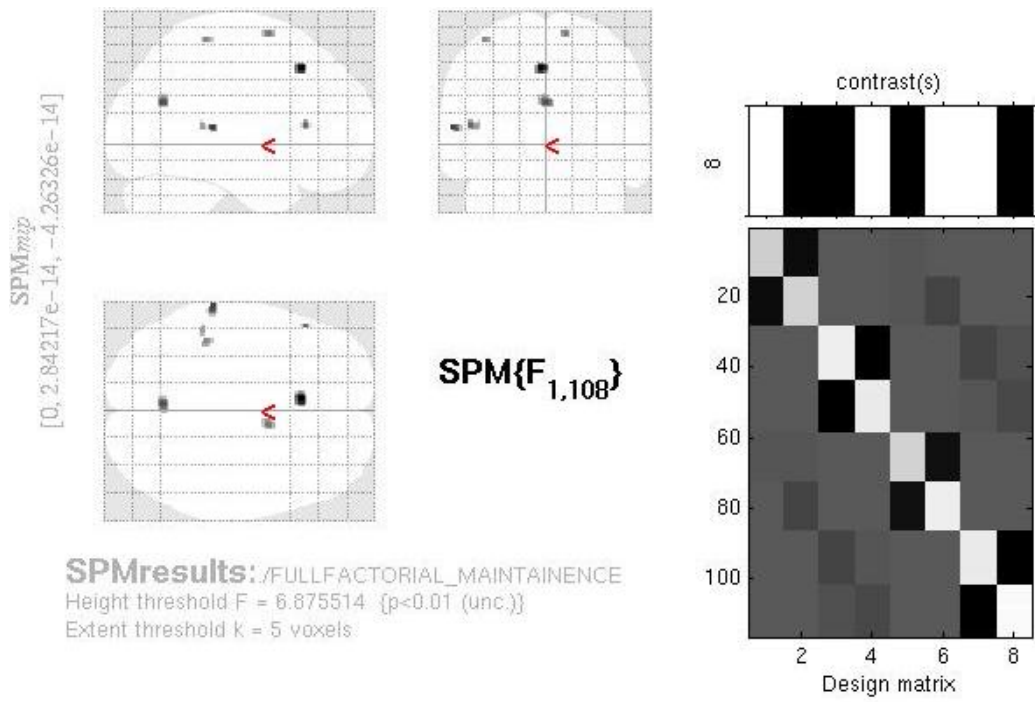 SPMmip
[0, 2.84217e-14, -4.26326e-14]
<
<
<
SPM{F1,108}
SPMresults: ./FULLFACTORIAL_MAINTAINENCE
Height threshold F = 6.875514 {p<0.01 (unc.)}
Extent threshold k = 5 voxels
contrast(s)
8
20
40
60
80
100
2 4 6 8
Design matrix